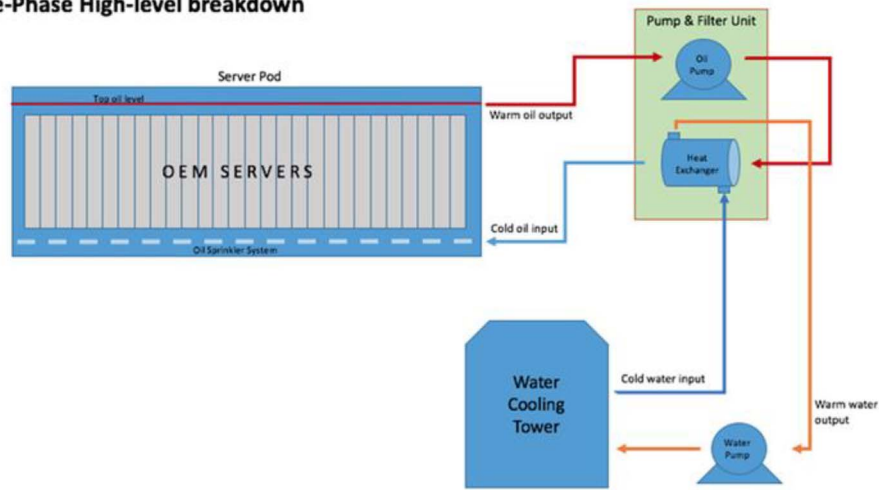 e-Phase High-level breakdown
Pump & Filter Unit
Oil
Pump
Server Pod
Top oil level
Warm oil output
OEM SERVERS
Heat
Exchanger
Cold oil input
Oil Sprinkler System
Water
Cooling
Tower
Cold water input
Warm water
output
Water
Pump